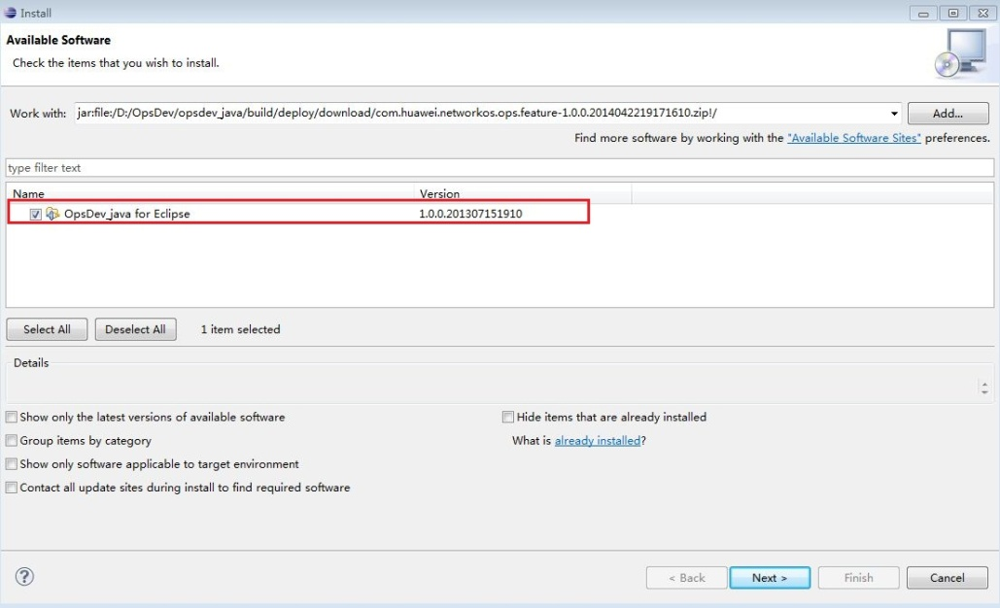 Install
Available Software
Check the items that you wish to install.
Work with: jar:file:/D:/OpsDev/opsdev_java/build/deploy/download/com.huawei.networkos.ops.feature-1.0.0.2014042219171610.zip!/ Add...
Find more software by working with the "Available Software Sites" preferences.
type filter text
Name Version
OpsDev_java for Eclipse 1.0.0.201307151910
Select All Deselect All 1 item selected
Details
Show only the latest versions of available software Hide items that are already installed
Group items by category What is already installed?
Show only software applicable to target environment
Contact all update sites during install to find required software
? < Back Next > Finish Cancel